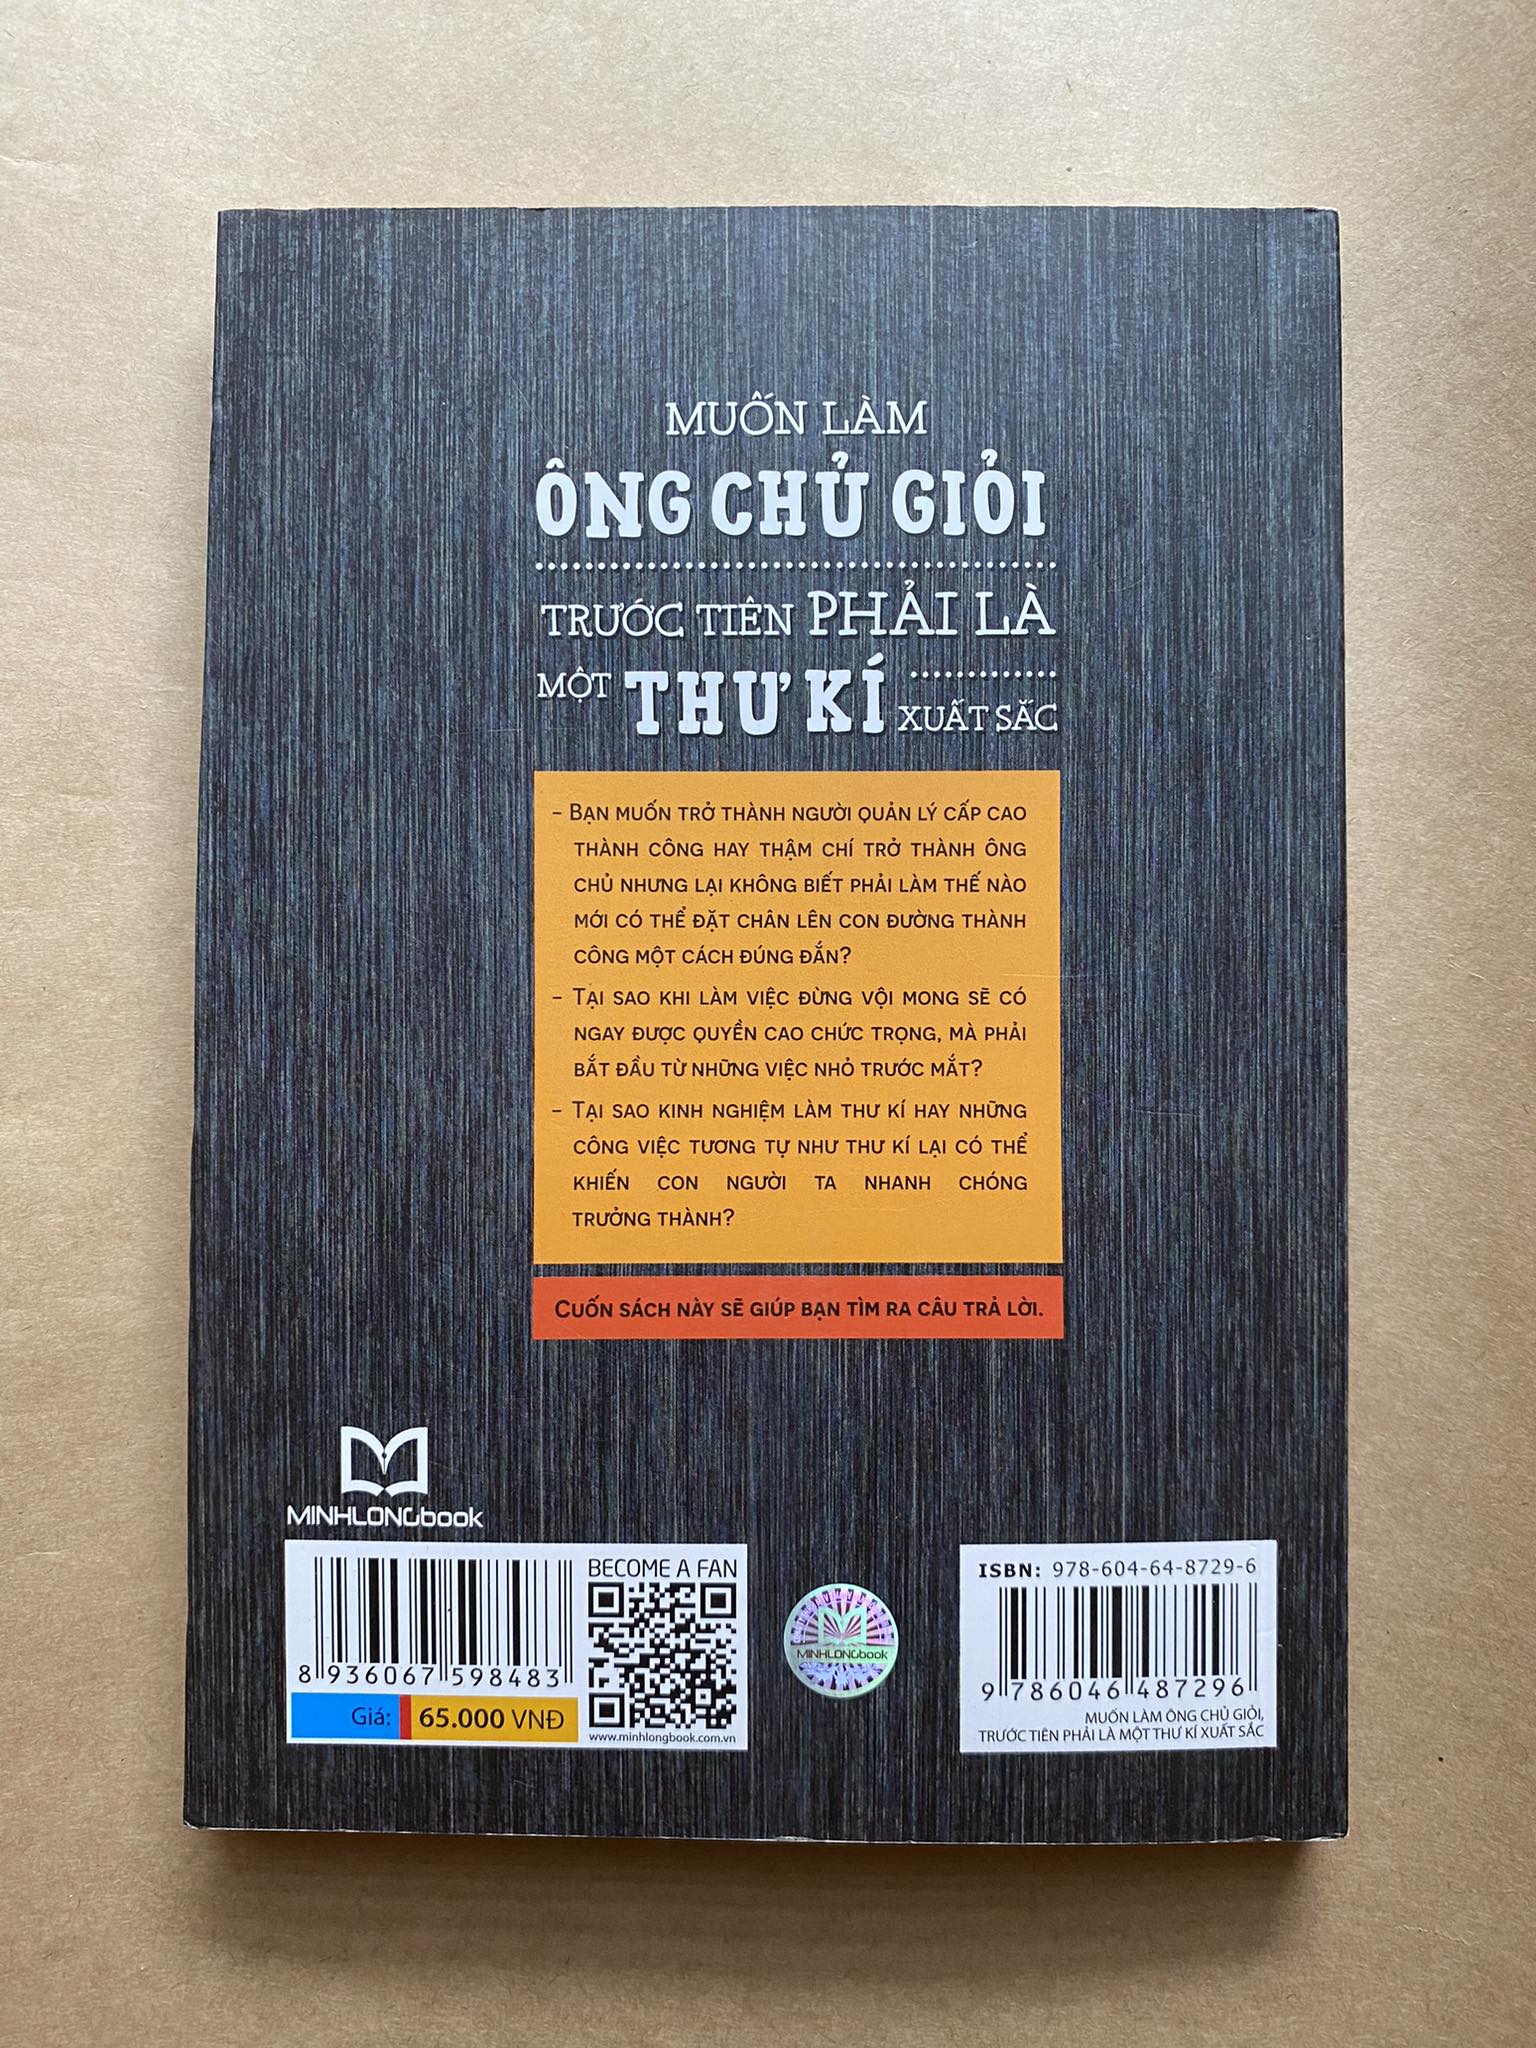 MUỐN LÀM
ÔNG CHỦ GIỎI
TRƯỚC TIÊN PHẢI LÀ
MỘT THƯ KÍ XUẤT SẮC
– BẠN MUỐN TRỞ THÀNH NGƯỜI QUẢN LÝ CẤP CAO
THÀNH CÔNG HAY THẬM CHÍ TRỞ THÀNH ÔNG
CHỦ NHƯNG LẠI KHÔNG BIẾT PHẢI LÀM THẾ NÀO
MỚI CÓ THỂ ĐẶT CHÂN LÊN CON ĐƯỜNG THÀNH
CÔNG MỘT CÁCH ĐÚNG ĐẮN?
– TẠI SAO KHI LÀM VIỆC ĐỪNG VỘI MONG SẼ CÓ
NGAY ĐƯỢC QUYỀN CAO CHỨC TRỌNG, MÀ PHẢI
BẮT ĐẦU TỪ NHỮNG VIỆC NHỎ TRƯỚC MẮT?
– TẠI SAO KINH NGHIỆM LÀM THƯ KÍ HAY NHỮNG
CÔNG VIỆC TƯƠNG TỰ NHƯ THƯ KÍ LẠI CÓ THỂ
KHIẾN CON NGƯỜI TA NHANH CHÓNG
TRƯỞNG THÀNH?
CUỐN SÁCH NÀY SẼ GIÚP BẠN TÌM RA CÂU TRẢ LỜI.
MINHLONGbook
BECOME A FAN
8 936067 598483
Giá: 65.000 VNĐ
www.minhlongbook.com.vn
MINHLONGbook
ISBN: 978-604-64-8729-6
9 786046 487296
MUỐN LÀM ÔNG CHỦ GIỎI,
TRƯỚC TIÊN PHẢI LÀ MỘT THƯ KÍ XUẤT SẮC